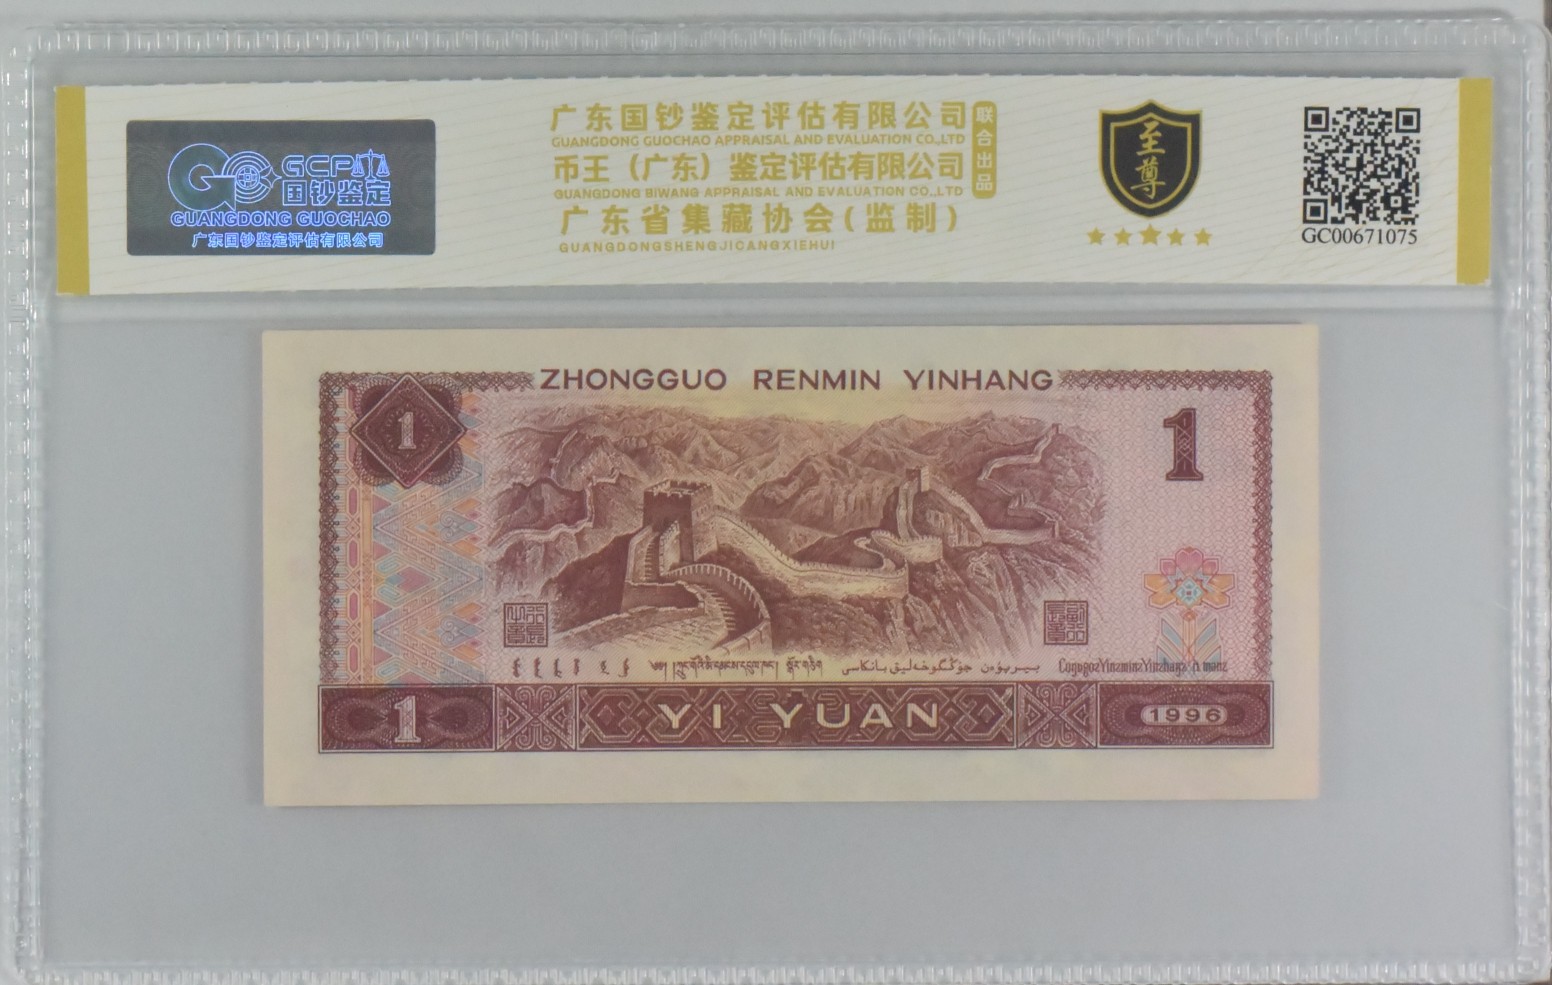 GCP
国钞鉴定
GUANGDONG GUOCHAO
广东国钞鉴定评估有限公司
广东国钞鉴定评估有限公司
GUANGDONG GUOCHAO APPRAISAL AND EVALUATION CO.,LTD
币王（广东）鉴定评估有限公司
GUANGDONG BIWANG APPRAISAL AND EVALUATION CO.,LTD
广东省集藏协会(监制)
GUANGDONGSHENGJICANGXIEHUI
联合出品
至尊
GC00671075
ZHONGGUO RENMIN YINHANG
1
1
1
YI YUAN
1996